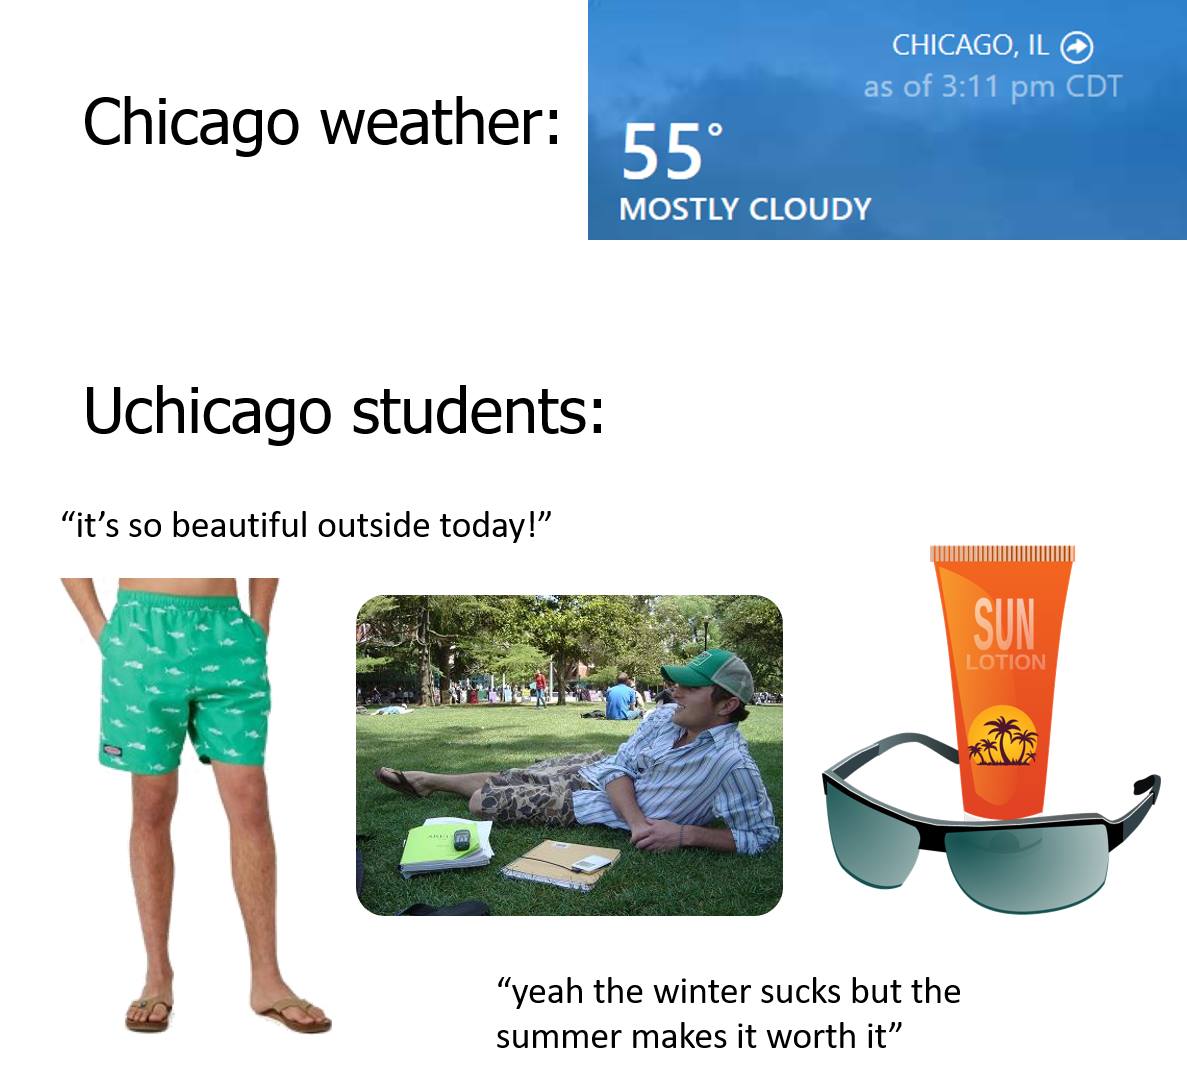 CHICAGO, IL
as of 3:11 pm CDT
Chicago weather:
55°
MOSTLY CLOUDY
Uchicago students:
“it’s so beautiful outside today!”
SUN
LOTION
“yeah the winter sucks but the
summer makes it worth it”